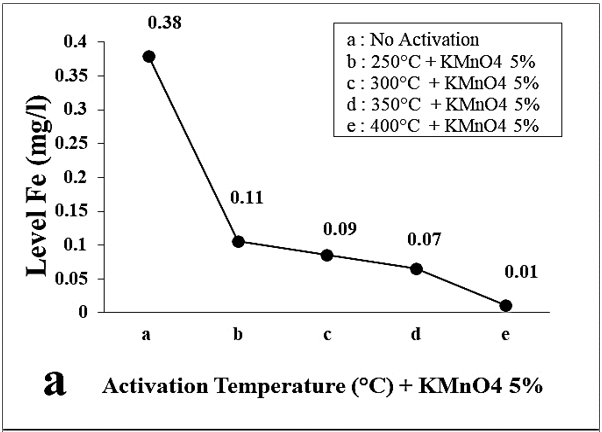 0.38
a : No Activation
b : 250°C + KMnO4 5%
c : 300°C + KMnO4 5%
d : 350°C + KMnO4 5%
e : 400°C + KMnO4 5%
Level Fe (mg/l)
0.4
0.35
0.3
0.25
0.2
0.15
0.1
0.05
0
0.11
0.09
0.07
0.01
a b c d e
a Activation Temperature (°C) + KMnO4 5%